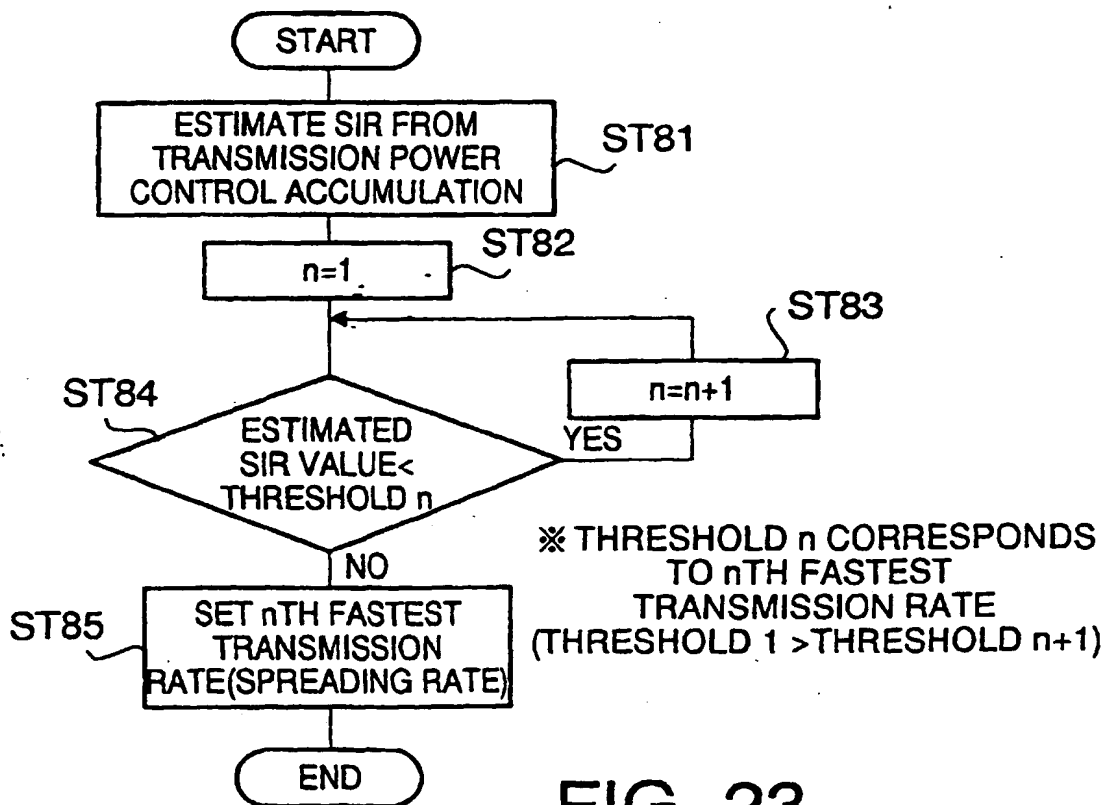 START
ESTIMATE SIR FROM
TRANSMISSION POWER
CONTROL ACCUMULATION
ST81
n=1
ST82
ST83
n=n+1
ST84
ESTIMATED
SIR VALUE<
THRESHOLD n
YES
NO
※ THRESHOLD n CORRESPONDS
TO nTH FASTEST
TRANSMISSION RATE
(THRESHOLD 1 >THRESHOLD n+1)
ST85
SET nTH FASTEST
TRANSMISSION
RATE(SPREADING RATE)
END
FIG. 23